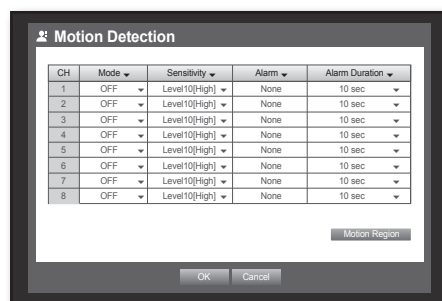 Motion Detection
CH Mode Sensitivity Alarm Alarm Duration
1 OFF Level10[High] None 10 sec
2 OFF Level10[High] None 10 sec
3 OFF Level10[High] None 10 sec
4 OFF Level10[High] None 10 sec
5 OFF Level10[High] None 10 sec
6 OFF Level10[High] None 10 sec
7 OFF Level10[High] None 10 sec
8 OFF Level10[High] None 10 sec
Motion Region
OK Cancel